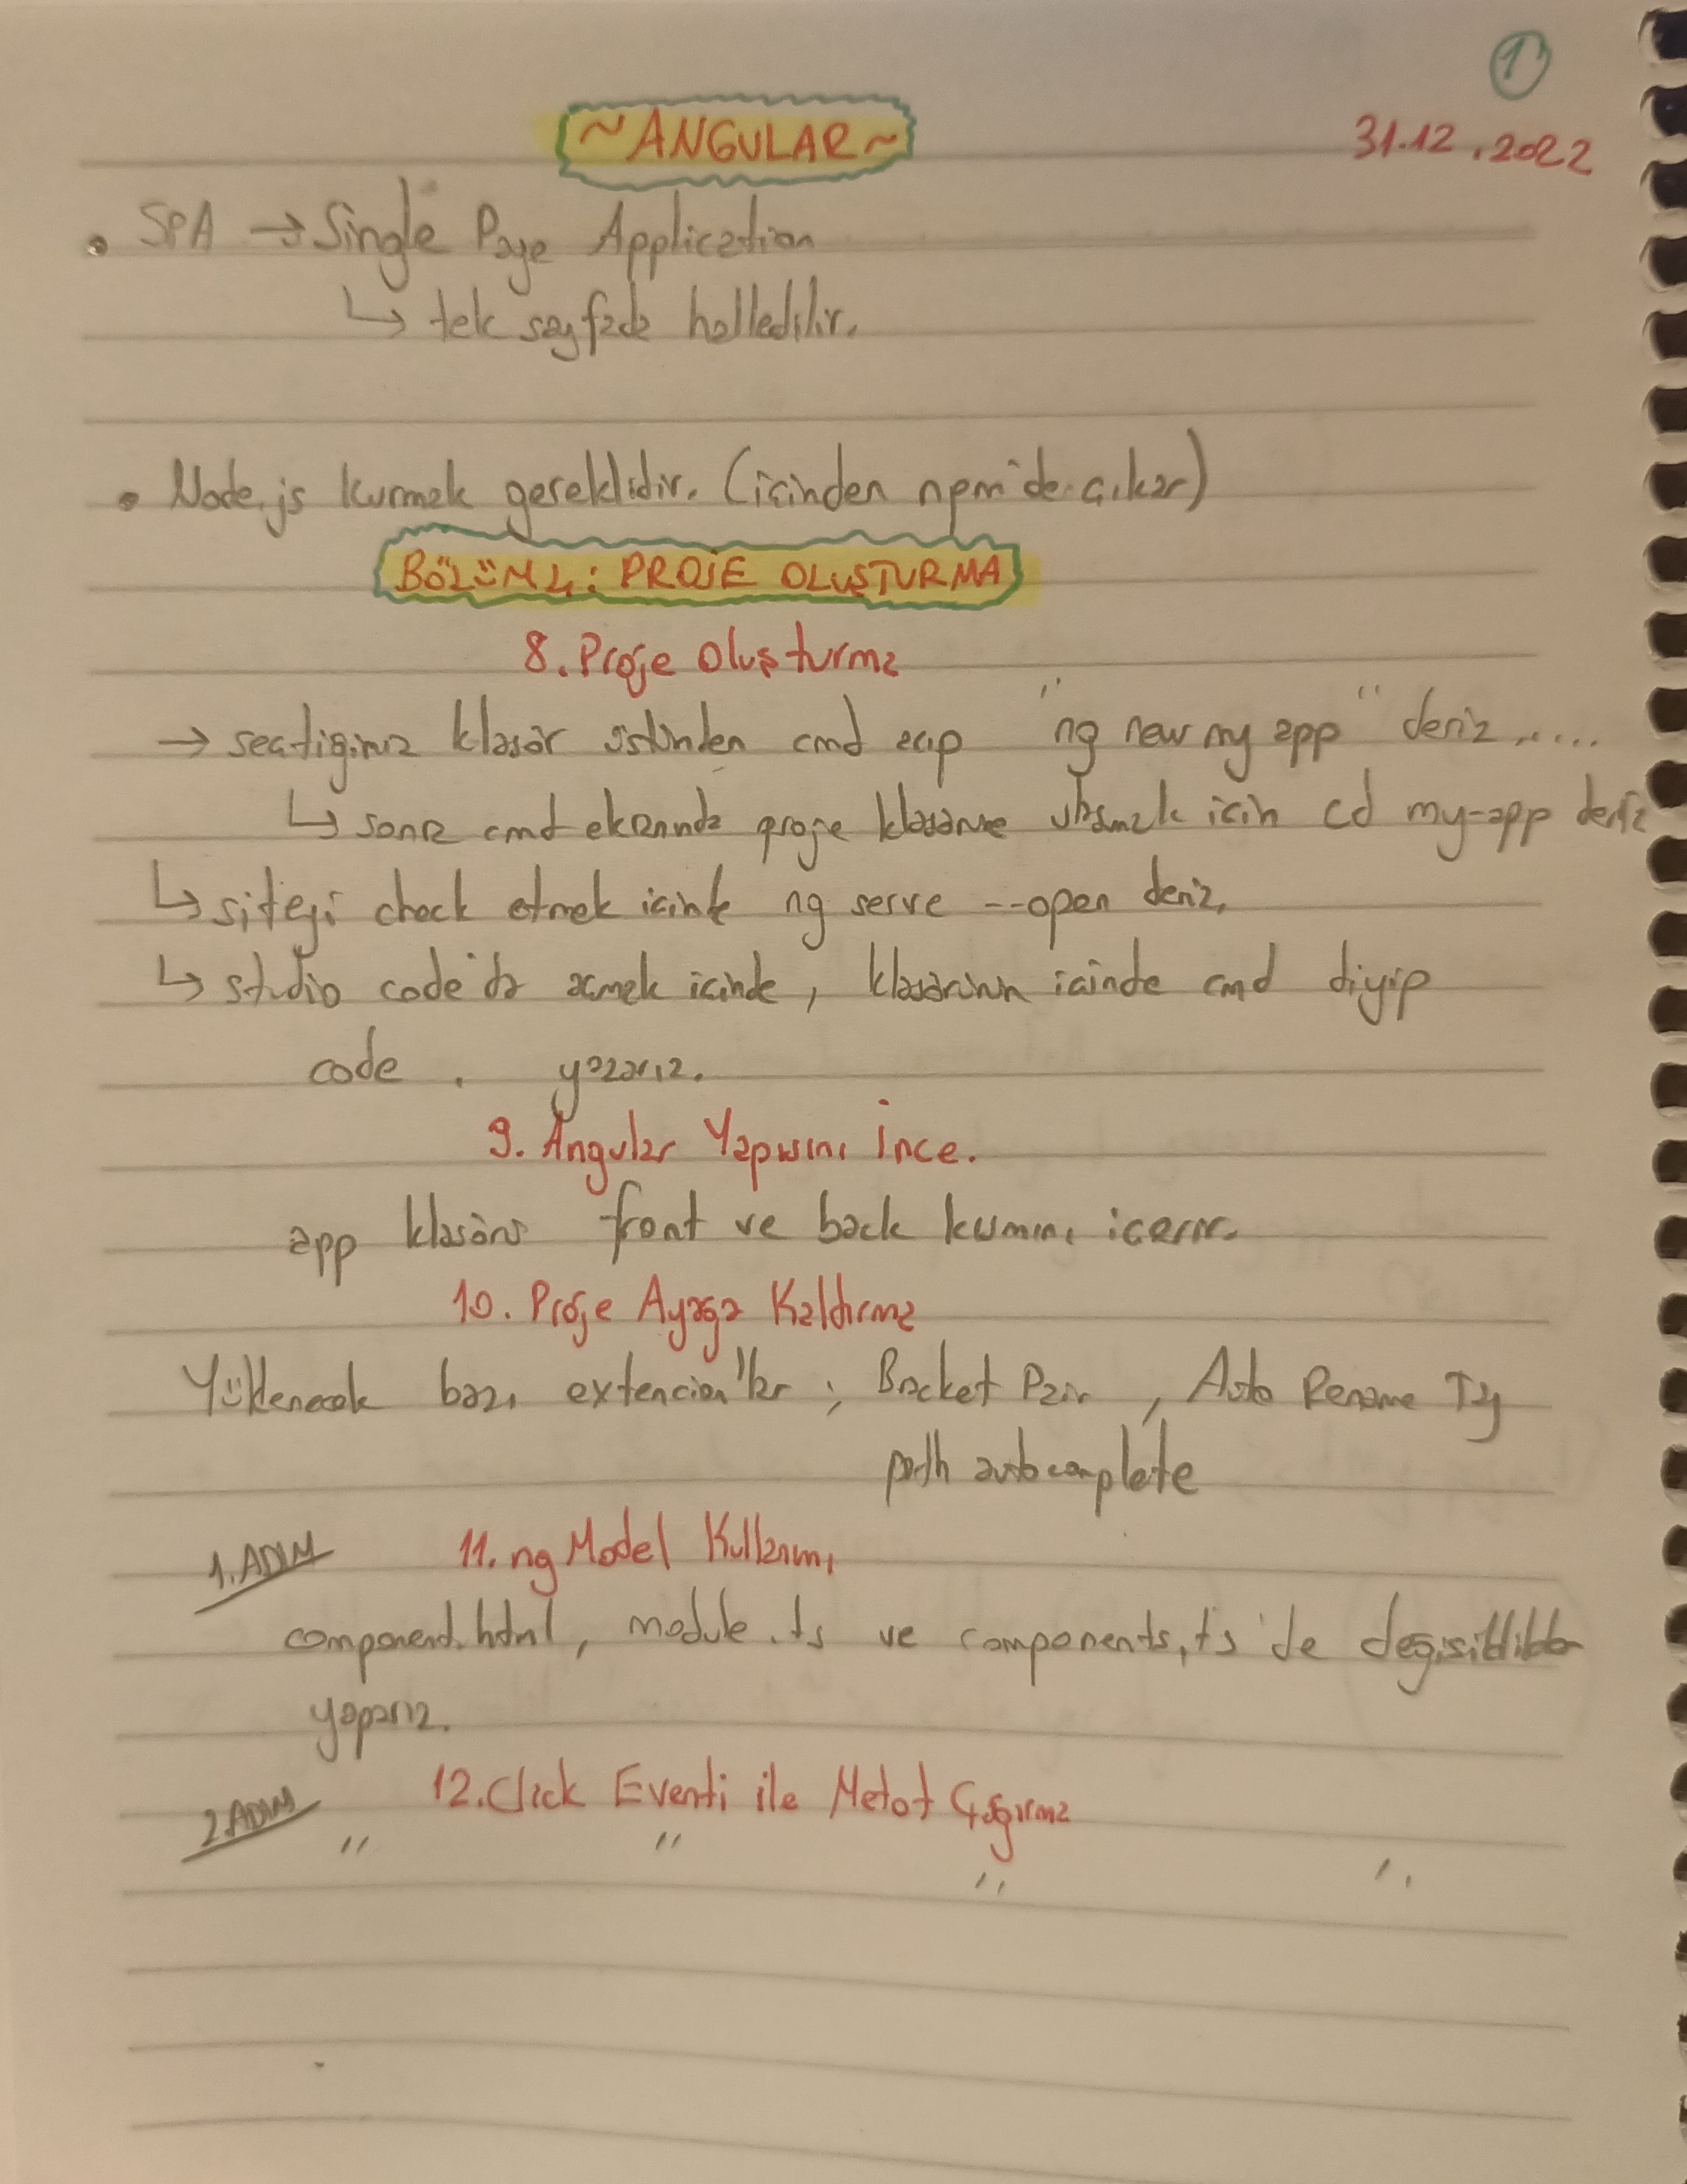 1
~ANGULAR~
31.12.2022
• SPA → Single Page Application
↳ tek sayfada halledilir.
• Node.js kurmak gereklidir. (içinden npm'de çıkar)
BÖLÜM 4: PROJE OLUŞTURMA
8. Proje Oluşturma
→ seçtiğimiz klasör üstünden cmd açıp "ng new my app" deriz.....
↳ sonra cmd ekranında proje klasörüne ulaşmak için cd my-app deriz
↳ siteyi check etmek içinde ng serve --open deriz.
↳ studio code'da açmak içinde, klasörünün içinde cmd diyip
code . yazarız.
9. Angular Yapısını İnce.
app klasörü front ve back kısmını içerir.
10. Proje Ayağa Kaldırma
Yüklenecek bazı extencion'lar ; Bracket Pair , Auto Rename Tag
path autocomplete
1. ADIM
11. ng Model Kullanımı
component.html, module.ts ve components.ts'de değişiklikler
yaparız.
2. ADIM
12. Click Eventi ile Metot Çağırma
" " " "